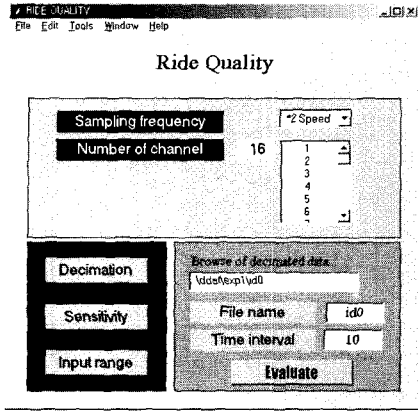 RIDE QUALITY
File Edit Tools Window Help
Ride Quality
Sampling frequency
*2 Speed
Number of channel 16
1
2
3
4
5
6
Decimation
Sensitivity
Input range
Browse of decimated data
File name id0
Time interval 10
Evaluate